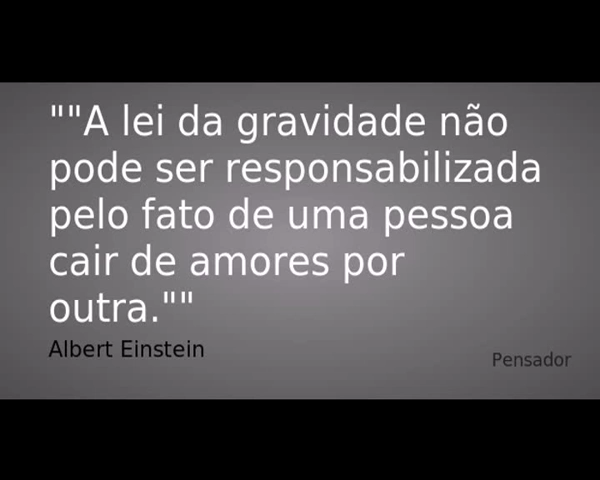 ""A lei da gravidade não
pode ser responsabilizada
pelo fato de uma pessoa
cair de amores por
outra.""
Albert Einstein
Pensador